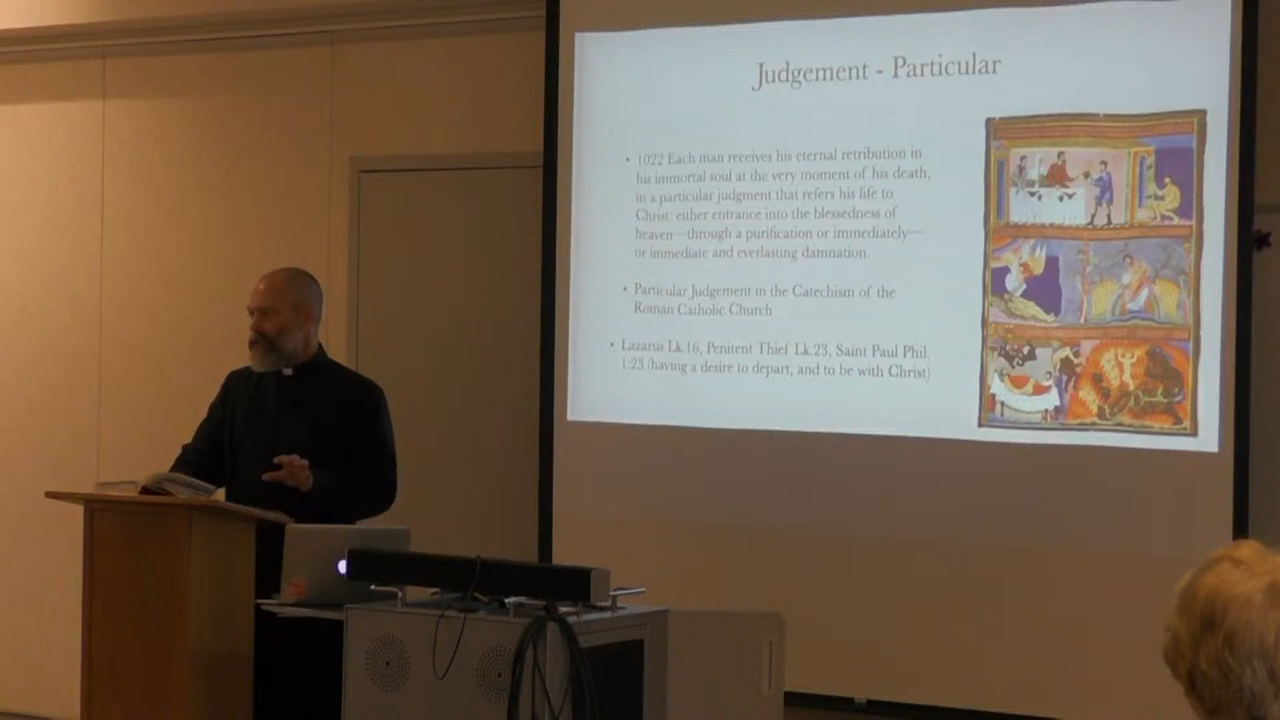 Judgement - Particular
• 1022 Each man receives his eternal retribution in
his immortal soul at the very moment of his death,
in a particular judgment that refers his life to
Christ: either entrance into the blessedness of
heaven—through a purification or immediately—
or immediate and everlasting damnation.
• Particular Judgement in the Catechism of the
Roman Catholic Church
• Lazarus Lk.16, Penitent Thief Lk.23, Saint Paul Phil.
1:23 (having a desire to depart, and to be with Christ)